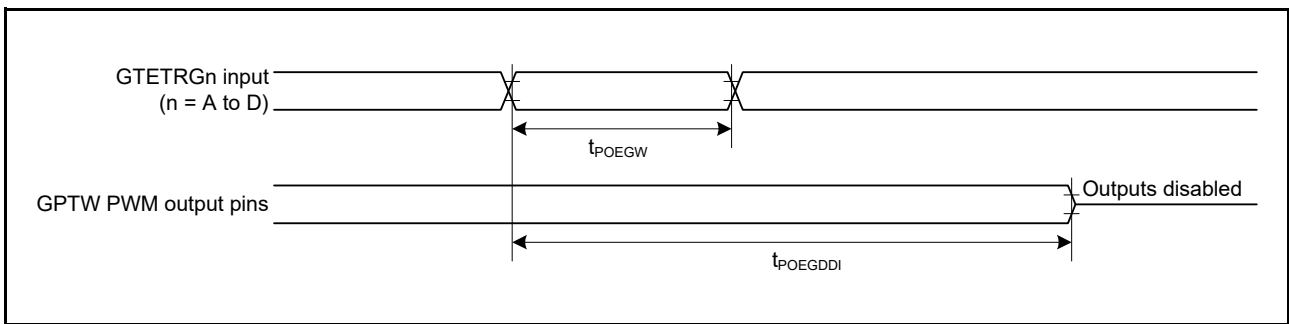 GTETRGn input
(n = A to D)
tPOEGW
GPTW PWM output pins
Outputs disabled
tPOEGDDI